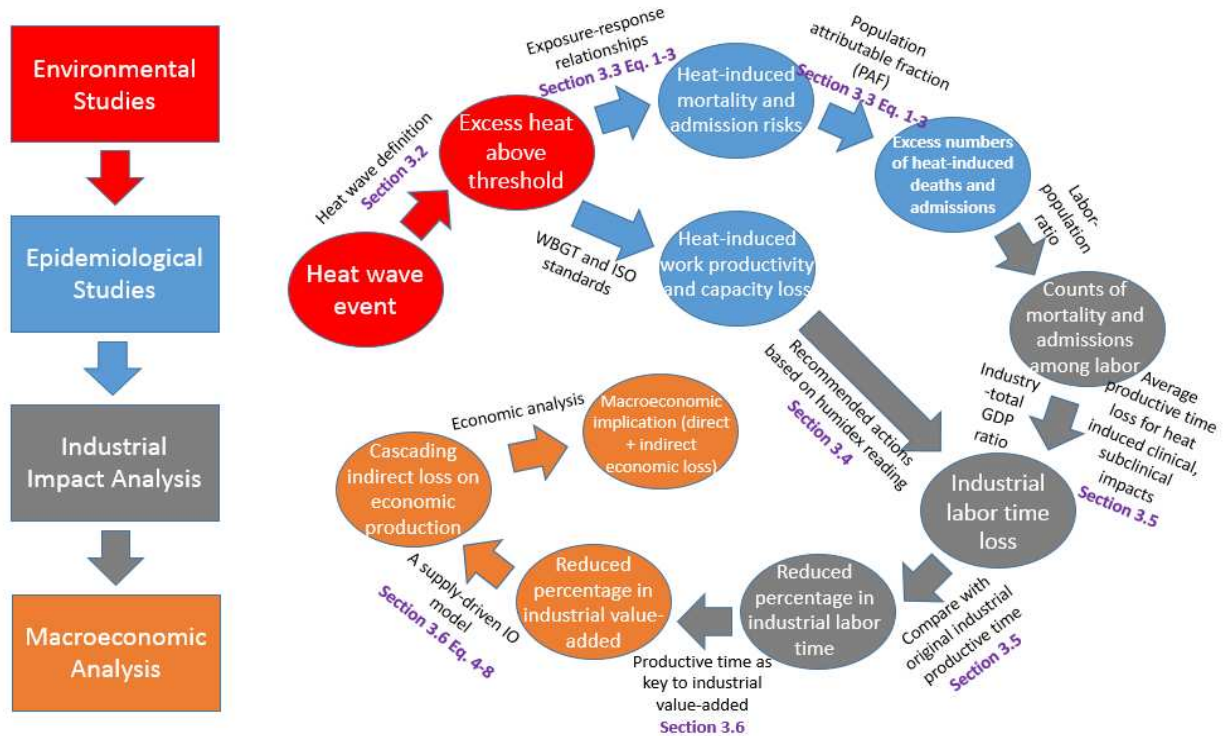 Environmental
Studies
Epidemiological
Studies
Industrial
Impact Analysis
Macroeconomic
Analysis
Heat wave
event
Heat wave definition
Section 3.2
Excess heat
above
threshold
Exposure-response
relationships
Section 3.3 Eq. 1-3
Heat-induced
mortality and
admission risks
Population
attributable fraction
(PAF)
Section 3.3 Eq. 1-3
Excess numbers
of heat-induced
deaths and
admissions
WBGT and ISO
standards
Heat-induced
work productivity
and capacity loss
Labor-
population
ratio
Counts of
mortality and
admissions
among labor
Recommended actions
based on humidex reading
Section 3.4
Industry
-total
GDP
ratio
Average
productive time
loss for heat
induced clinical,
subclinical
impacts
Section 3.5
Industrial
labor time
loss
Compare with
original industrial
productive time
Section 3.5
Reduced
percentage in
industrial labor
time
Productive time as
key to industrial
value-added
Section 3.6
Reduced
percentage in
industrial value-
added
A supply-driven IO
model
Section 3.6 Eq. 4-8
Cascading
indirect loss on
economic
production
Economic analysis
Macroeconomic
implication (direct
+ indirect
economic loss)